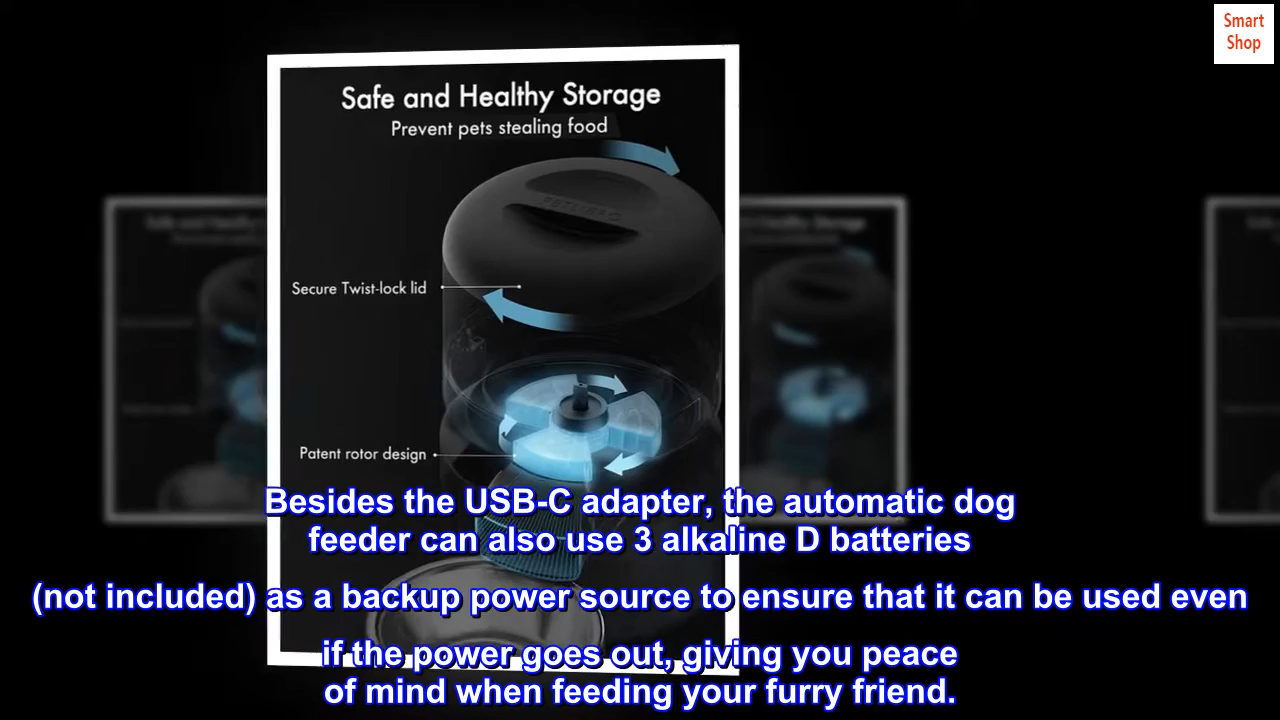 Smart
Shop
Safe and Healthy Storage
Prevent pets stealing food
Secure Twist-lock lid
Patent rotor design
Besides the USB-C adapter, the automatic dog
feeder can also use 3 alkaline D batteries
(not included) as a backup power source to ensure that it can be used even
if the power goes out, giving you peace
of mind when feeding your furry friend.